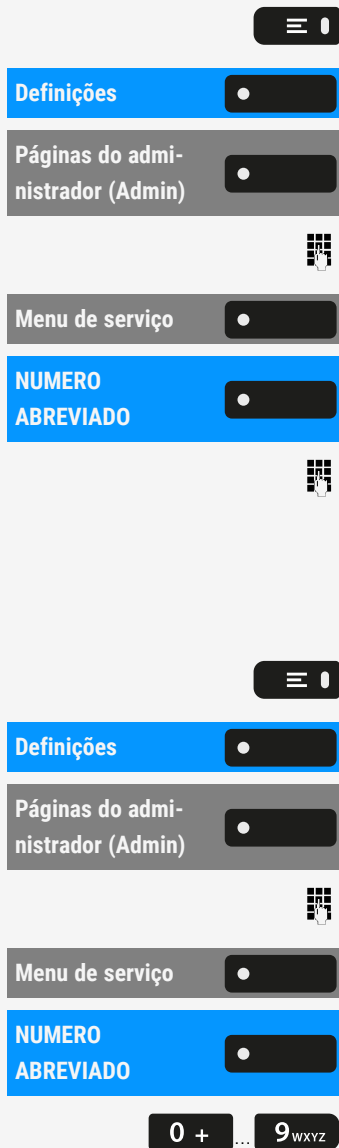 Definições
Páginas do admi-
nistrador (Admin)
Menu de serviço
NUMERO
ABREVIADO
Definições
Páginas do admi-
nistrador (Admin)
Menu de serviço
NUMERO
ABREVIADO
0 + ... 9 WXYZ